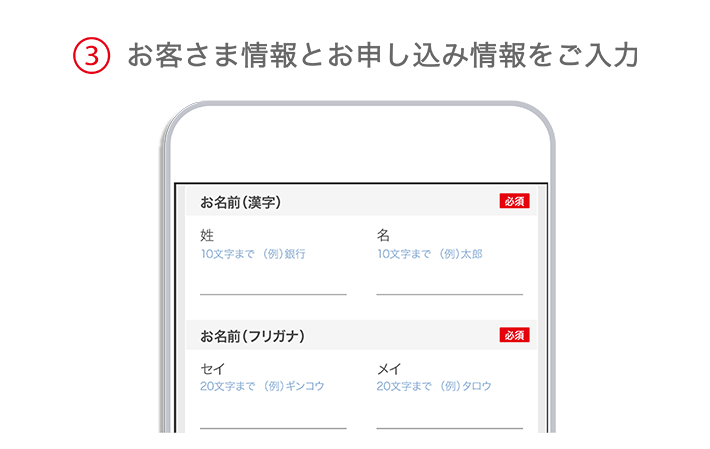 ③ お客さま情報とお申し込み情報をご入力
お名前(漢字) 必須
姓 名
10文字まで (例)銀行 10文字まで (例)太郎
お名前(フリガナ) 必須
セイ メイ
20文字まで (例)ギンコウ 20文字まで (例)タロウ